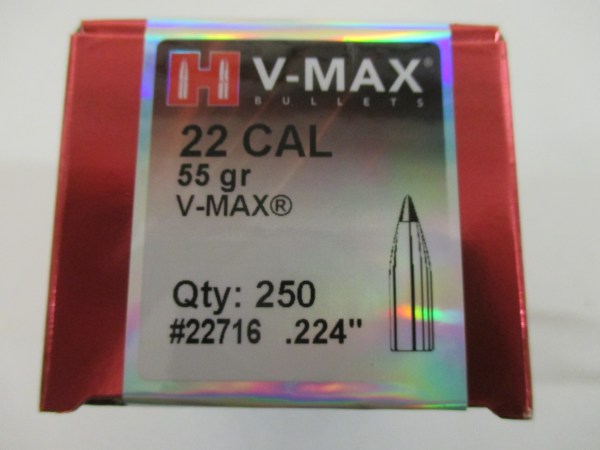 H V-MAX®
BULLETS
22 CAL
55 gr
V-MAX®
Qty: 250
#22716 .224"